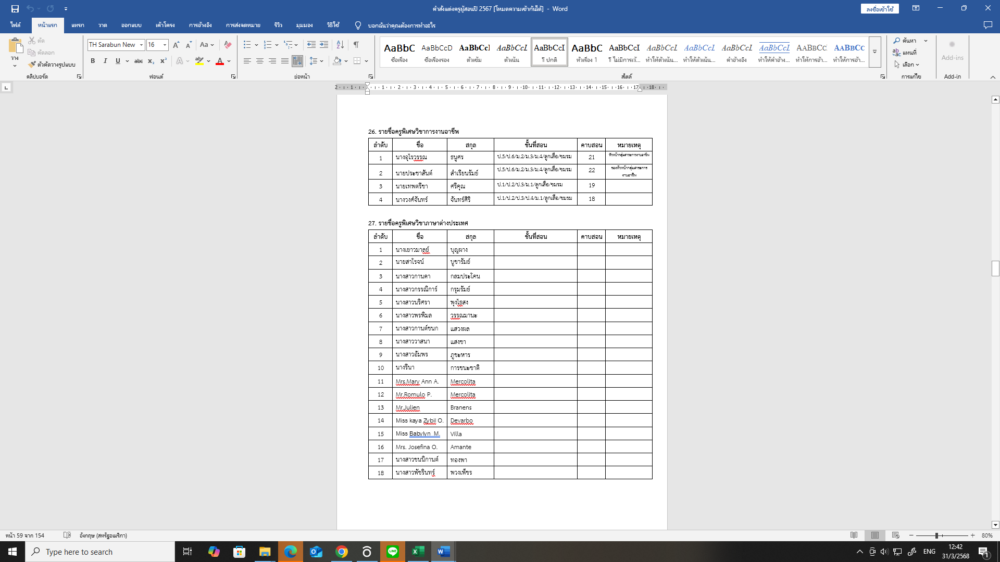 คำสั่งแต่งครูผู้สอนปี 2567 [โหมดความเข้ากันได้] - Word
ลงชื่อเข้าใช้
ไฟล์ หน้าแรก แทรก วาด ออกแบบ เค้าโครง การอ้างอิง การส่งจดหมาย รีวิว มุมมอง วิธีใช้ บอกฉันว่าคุณต้องการทำอะไร
วาง
ตัด
คัดลอก
ตัวคัดวางรูปแบบ
คลิปบอร์ด
TH Sarabun New 16
ฟอนต์
ย่อหน้า
AaBbC AaBbCcD AaBbCcI AaBbCcL AaBbCcI AaBbC AaBbCcI AaBbCcL AaBbCcL AaBbCcL AaBbCcL AaBbCc AaBbCc
ชื่อเรื่อง ชื่อเรื่องรอง ตัวเข้ม ตัวเน้น ¶ ปกติ หัวเรื่อง 1 ¶ ไม่มีการเว้... ทำให้ตัวเน้น... ทำให้ตัวเน้น... คำอ้างอิง ทำให้คำอ้าง... ทำให้การอ้า... ทำให้การอ้า...
สไตล์
ค้นหา
แทนที่
เลือก
การแก้ไข
Add-ins
Add-in
2 1 1 2 3 4 5 6 7 8 9 10 11 12 13 14 15 16 17 18
26. รายชื่อครูพิเศษวิชาการงานอาชีพ
ลำดับ ชื่อ สกุล ชั้นที่สอน คาบสอน หมายเหตุ
1 นางอุไรวรรณ ธนูศร ป.5/ป.6/ม.2/ม.3/ม.4/ลูกเสือ/ชมรม 21 หัวหน้ากลุ่มสาระการงานอาชีพ
2 นายประชาสันต์ สำเรียนรัมย์ ป.5/ป.6/ม.2/ม.3/ม.4/ลูกเสือ/ชมรม 22 รองหัวหน้ากลุ่มสาระการงานอาชีพ
3 นายเทพตรีชา ศรีคุณ ป.1/ป.2/ป.3/ม.1/ลูกเสือ/ชมรม 19
4 นางวงศ์จันทร์ จันทร์ศิริ ป.1/ป.2/ป.3/ป.4/ม.1/ลูกเสือ/ชมรม 18
27. รายชื่อครูพิเศษวิชาภาษาต่างประเทศ
ลำดับ ชื่อ สกุล ชั้นที่สอน คาบสอน หมายเหตุ
1 นางเยาวมาลย์ บุญผาง
2 นายสาโรจน์ บูชารัมย์
3 นางสาวกานดา กลมประโคน
4 นางสาวกรรณิการ์ กรุมรัมย์
5 นางสาวนริศรา พุงไธสง
6 นางสาวพรพิมล วรรณมานะ
7 นางสาวกานต์ชนก แสวงผล
8 นางสาววาสนา แสงชา
9 นางสาวอัมพร ภูชะหาร
10 นางรีนา การชนะชาติ
11 Mrs.Mary Ann A. Mercolita
12 Mr.Romulo P. Mercolita
13 Mr.Julien Branens
14 Miss kaya Zybil O. Devarbo
15 Miss Babylyn M. Villa
16 Mrs. Josefina O. Amante
17 นางสาวชนนิกานต์ ทองพา
18 นางสาวพัชรินทร์ พวงเพ็ชร
หน้า 59 จาก 154 อังกฤษ (สหรัฐอเมริกา) 80%
Type here to search
ENG
12:42
31/3/2568